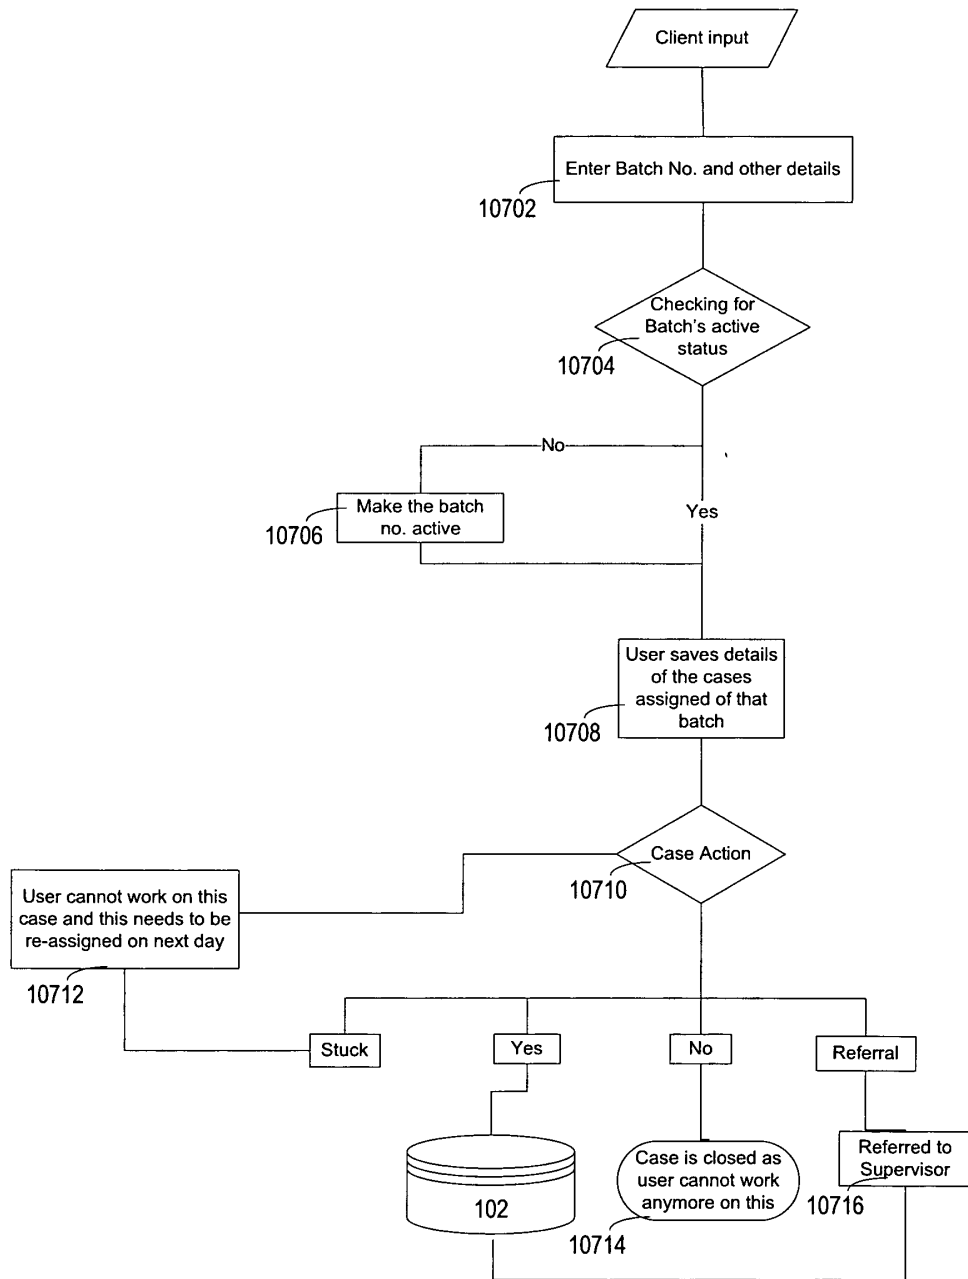 Client input
Enter Batch No. and other details
10702
Checking for
Batch's active
status
10704
No
Make the batch
no. active
10706
Yes
User saves details
of the cases
assigned of that
batch
10708
Case Action
10710
User cannot work on this
case and this needs to be
re-assigned on next day
10712
Stuck
Yes
No
Referral
102
Case is closed as
user cannot work
anymore on this
10714
Referred to
Supervisor
10716